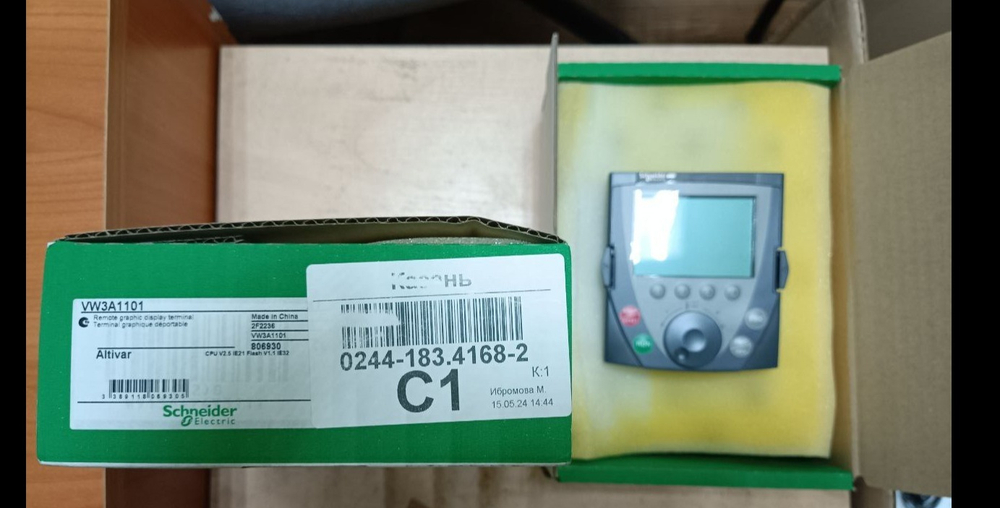 VW3A1101
Remote graphic display terminal
Terminal graphique déportable
Made in China
2F2236
VW3A1101
806930
Altivar
CPU V2.5 IE21 Flash V1.1 IE32
Schneider
Electric
Казань
0244-183.4168-2
K:1
C1
Ибромова М.
15.05.24 14:44